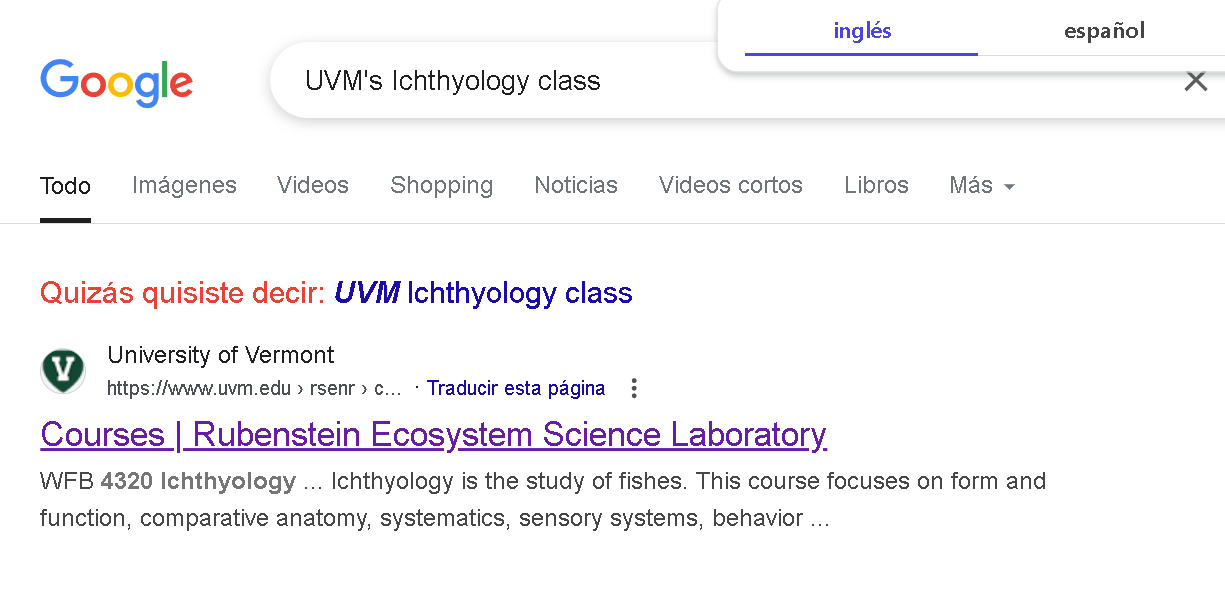 inglés español
Google UVM's Ichthyology class
Todo Imágenes Videos Shopping Noticias Videos cortos Libros Más
Quizás quisiste decir: UVM Ichthyology class
University of Vermont
https://www.uvm.edu › rsenr › c... · Traducir esta página
Courses | Rubenstein Ecosystem Science Laboratory
WFB 4320 Ichthyology ... Ichthyology is the study of fishes. This course focuses on form and
function, comparative anatomy, systematics, sensory systems, behavior ...